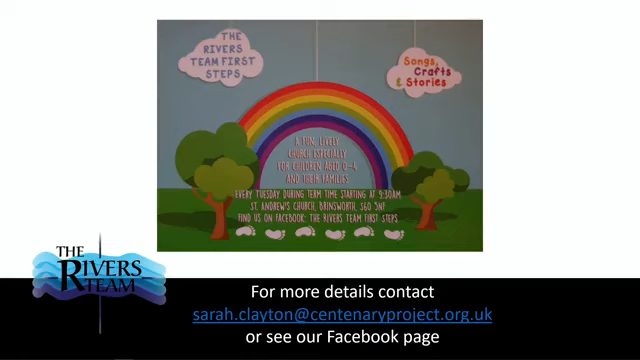 THE
RIVERS
TEAM FIRST
STEPS
Songs,
Crafts
& Stories
A FUN, LIVELY
CHURCH ESPECIALLY
FOR CHILDREN AGED 0-4
AND THEIR FAMILIES
EVERY TUESDAY DURING TERM TIME STARTING AT 9:30AM
ST. ANDREW'S CHURCH, BRINSWORTH, S60 5NF
FIND US ON FACEBOOK: THE RIVERS TEAM FIRST STEPS
THE
RIVERS
TEAM
For more details contact
sarah.clayton@centenaryproject.org.uk
or see our Facebook page